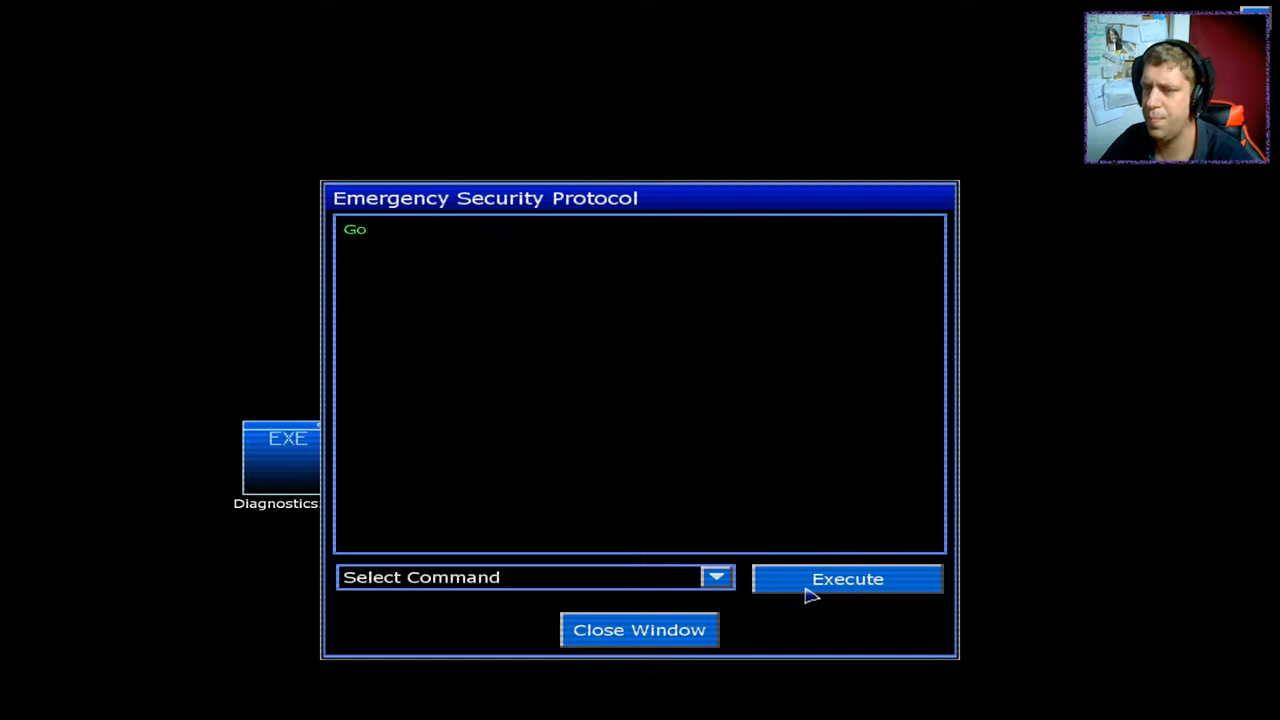 Emergency Security Protocol
Go
EXE
Diagnostics
Select Command
Execute
Close Window